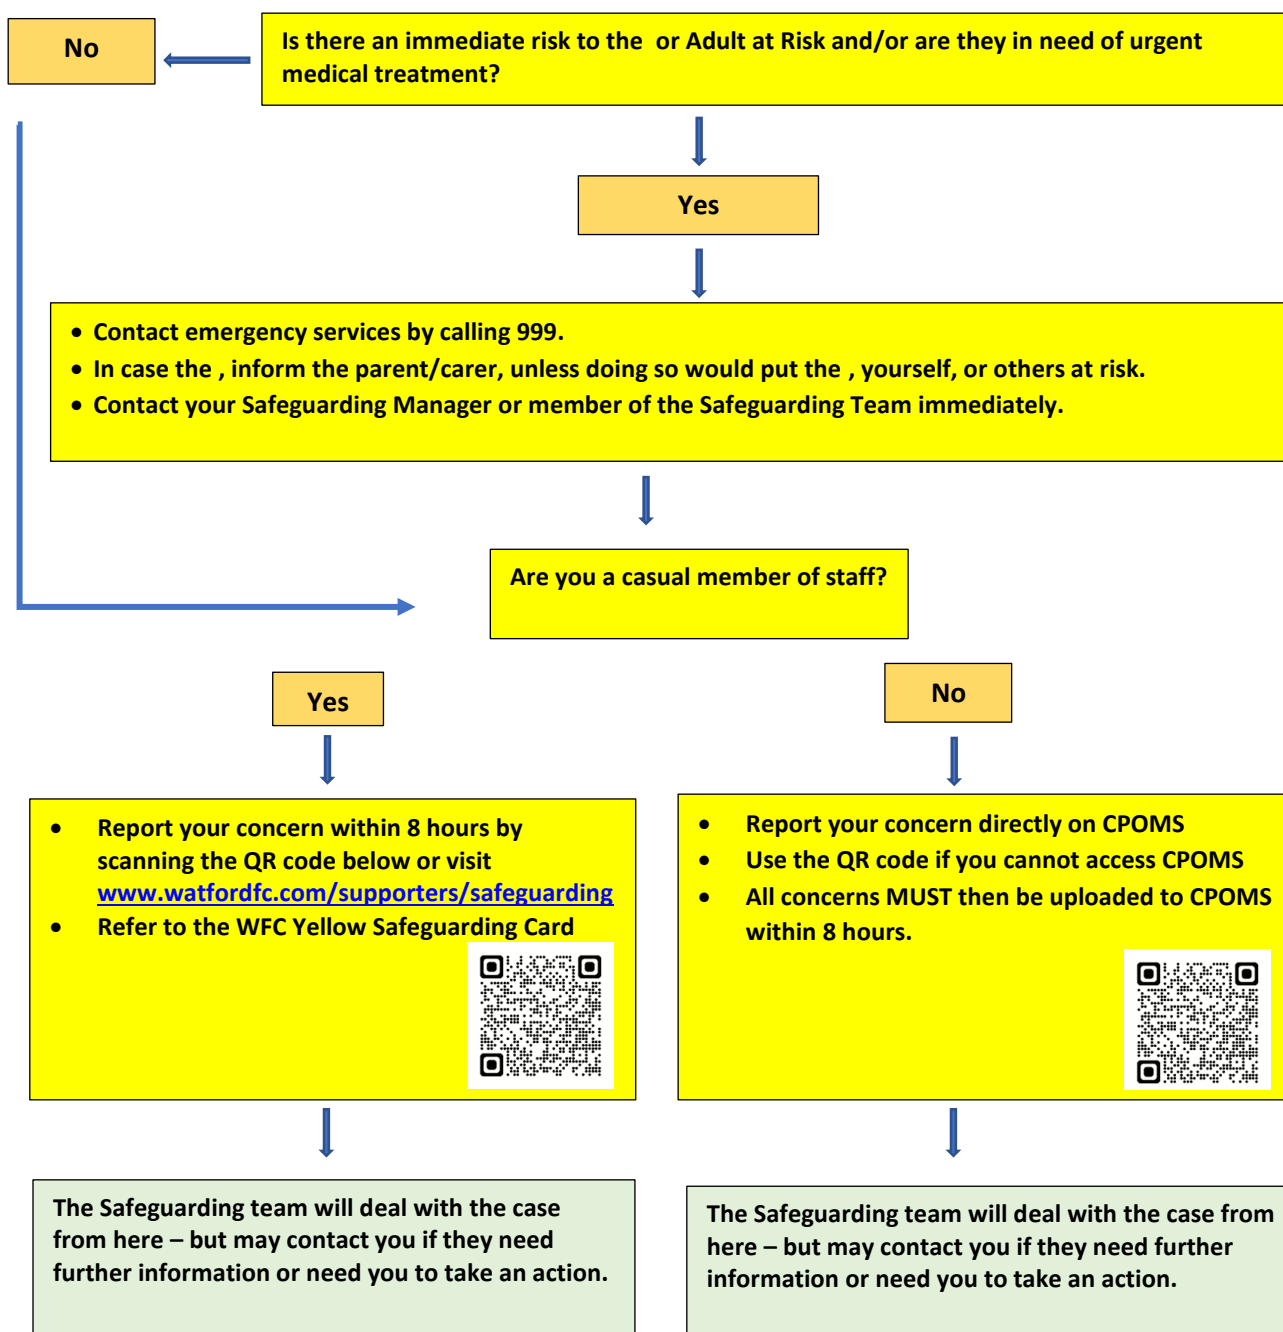 No
Is there an immediate risk to the  or Adult at Risk and/or are they in need of urgent
medical treatment?
Yes
• Contact emergency services by calling 999.
• In case the , inform the parent/carer, unless doing so would put the , yourself, or others at risk.
• Contact your Safeguarding Manager or member of the Safeguarding Team immediately.
Are you a casual member of staff?
Yes
No
• Report your concern within 8 hours by
scanning the QR code below or visit
www.watfordfc.com/supporters/safeguarding
• Refer to the WFC Yellow Safeguarding Card
• Report your concern directly on CPOMS
• Use the QR code if you cannot access CPOMS
• All concerns MUST then be uploaded to CPOMS
within 8 hours.
The Safeguarding team will deal with the case
from here – but may contact you if they need
further information or need you to take an action.
The Safeguarding team will deal with the case from
here – but may contact you if they need further
information or need you to take an action.